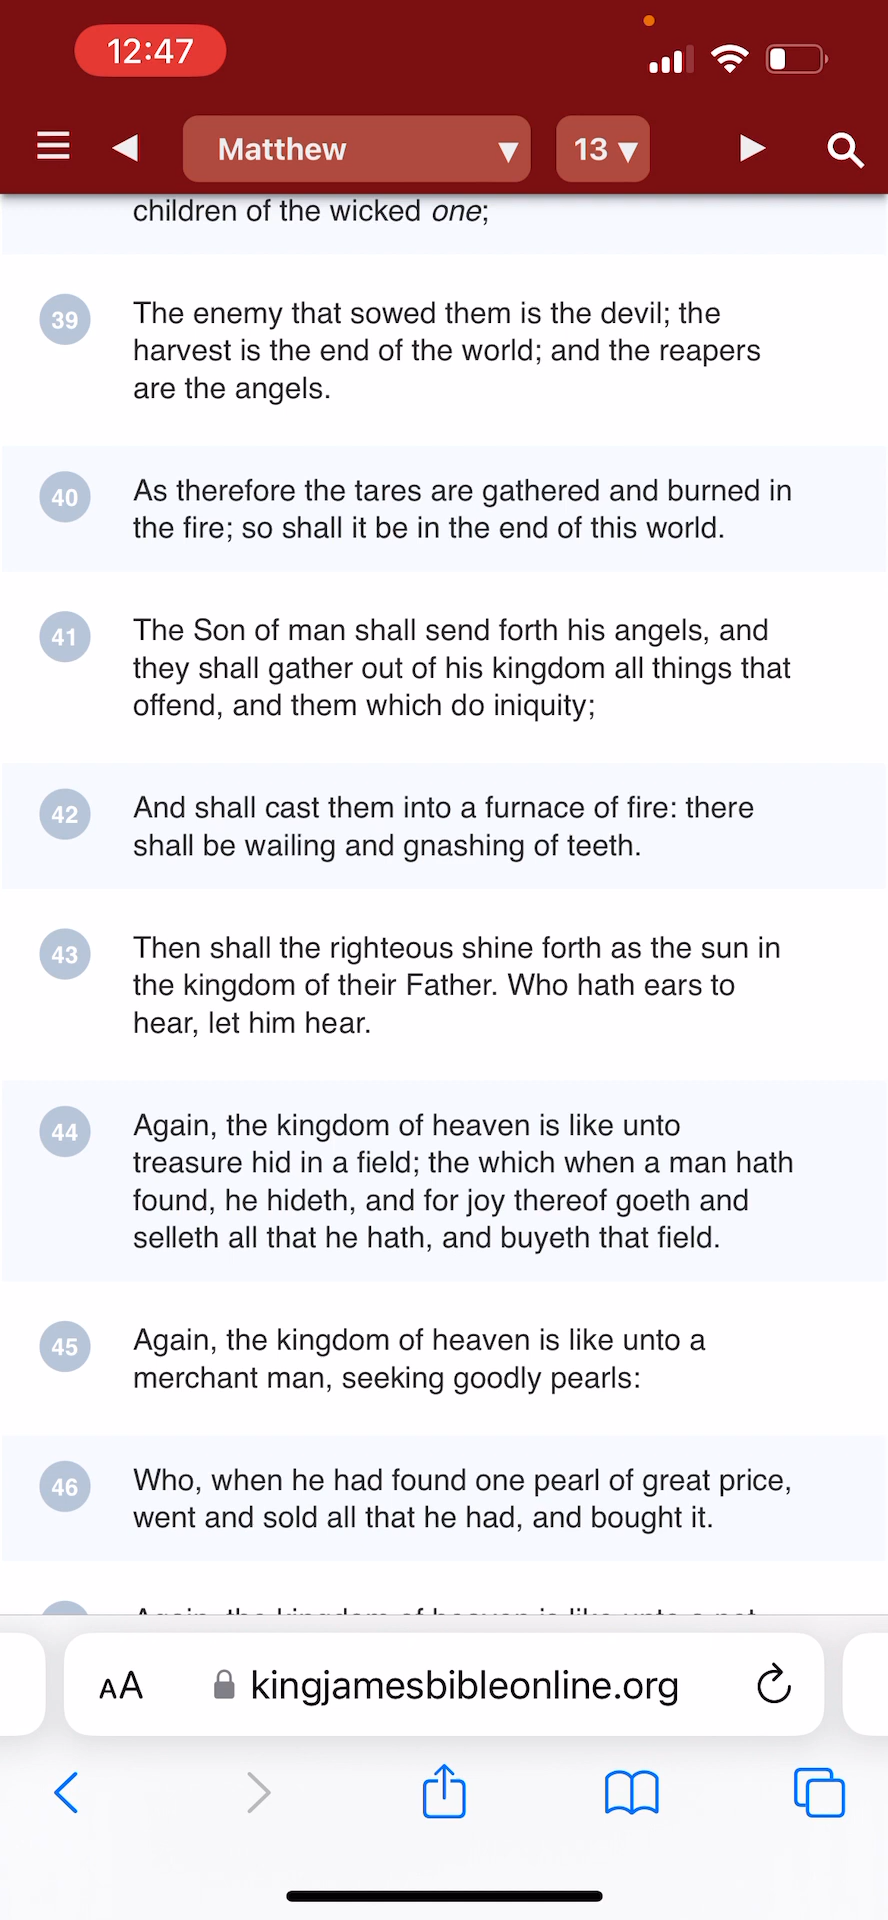 12:47
Matthew
13
children of the wicked one;
39
The enemy that sowed them is the devil; the
harvest is the end of the world; and the reapers
are the angels.
40
As therefore the tares are gathered and burned in
the fire; so shall it be in the end of this world.
41
The Son of man shall send forth his angels, and
they shall gather out of his kingdom all things that
offend, and them which do iniquity;
42
And shall cast them into a furnace of fire: there
shall be wailing and gnashing of teeth.
43
Then shall the righteous shine forth as the sun in
the kingdom of their Father. Who hath ears to
hear, let him hear.
44
Again, the kingdom of heaven is like unto
treasure hid in a field; the which when a man hath
found, he hideth, and for joy thereof goeth and
selleth all that he hath, and buyeth that field.
45
Again, the kingdom of heaven is like unto a
merchant man, seeking goodly pearls:
46
Who, when he had found one pearl of great price,
went and sold all that he had, and bought it.
Again, the kingdom of heaven is like unto a net
AA
kingjamesbibleonline.org